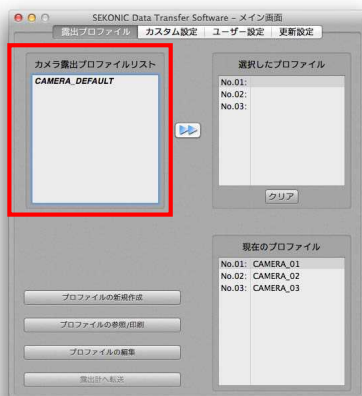 SEKONIC Data Transfer Software – メイン画面
露出プロファイル カスタム設定 ユーザー設定 更新設定
カメラ露出プロファイルリスト
CAMERA_DEFAULT
選択したプロファイル
No.01:
No.02:
No.03:
クリア
現在のプロファイル
No.01: CAMERA_01
No.02: CAMERA_02
No.03: CAMERA_03
プロファイルの新規作成
プロファイルの参照/印刷
プロファイルの編集
露出計へ転送